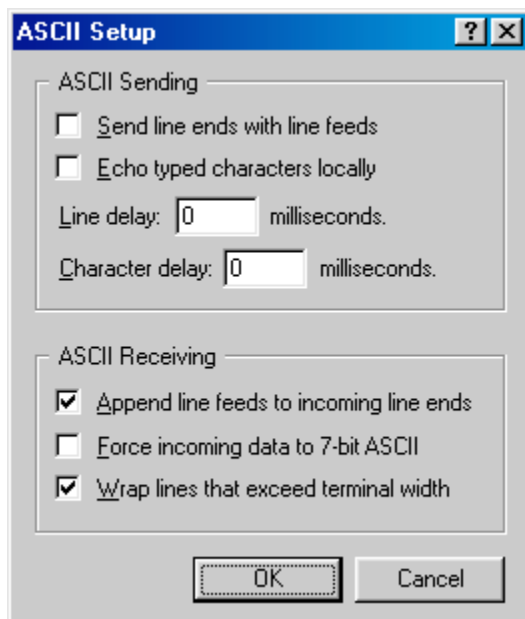 ASCII Setup
ASCII Sending
Send line ends with line feeds
Echo typed characters locally
Line delay: 0 milliseconds.
Character delay: 0 milliseconds.
ASCII Receiving
Append line feeds to incoming line ends
Force incoming data to 7-bit ASCII
Wrap lines that exceed terminal width
OK Cancel